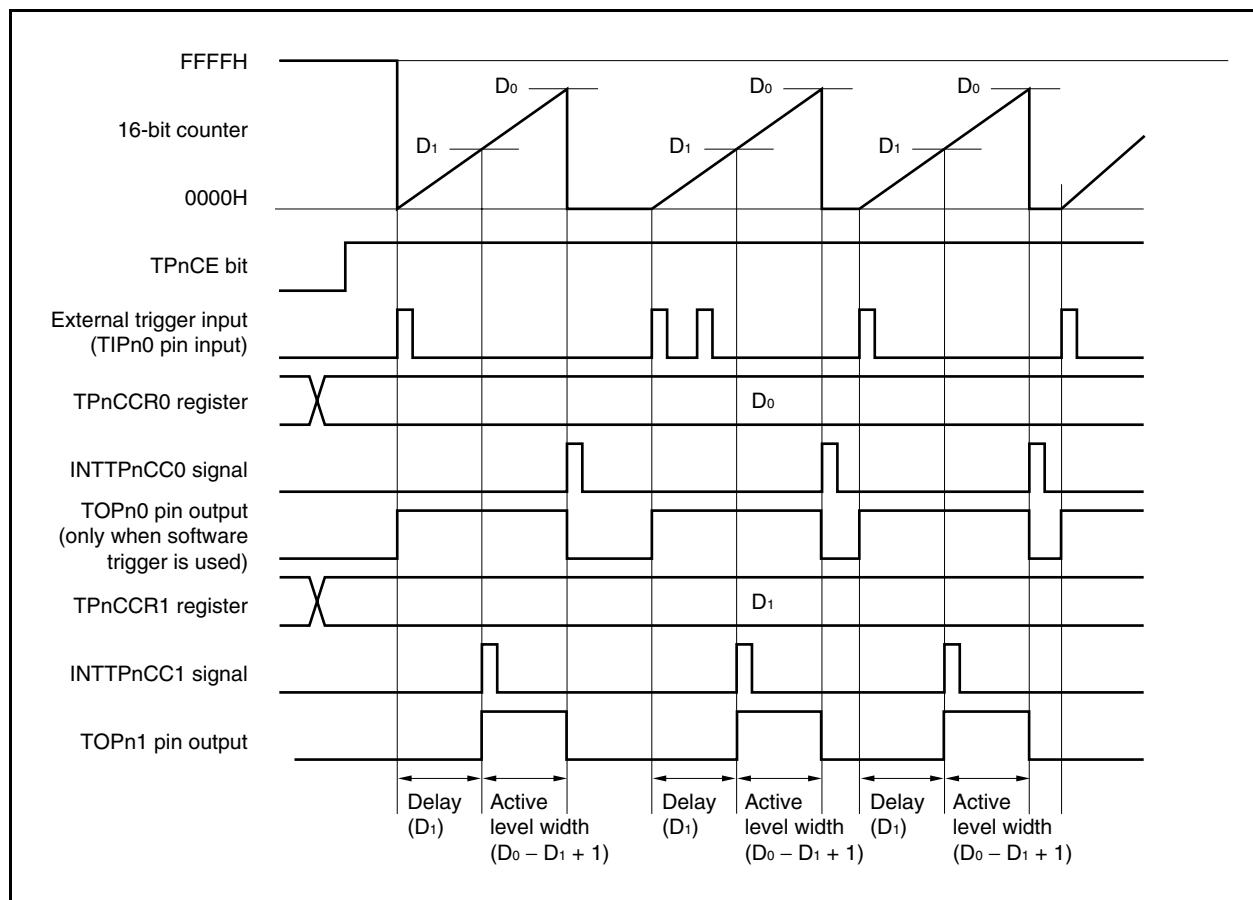 FFFFH
D₀ D₀ D₀
16-bit counter
D₁ D₁ D₁
0000H
TPnCE bit
External trigger input
(TIPn0 pin input)
TPnCCR0 register D₀
INTTPnCC0 signal
TOPn0 pin output
(only when software
trigger is used)
TPnCCR1 register D₁
INTTPnCC1 signal
TOPn1 pin output
Delay Active Delay Active Delay Active
(D₁) level width (D₁) level width (D₁) level width
(D₀ − D₁ + 1) (D₀ − D₁ + 1) (D₀ − D₁ + 1)